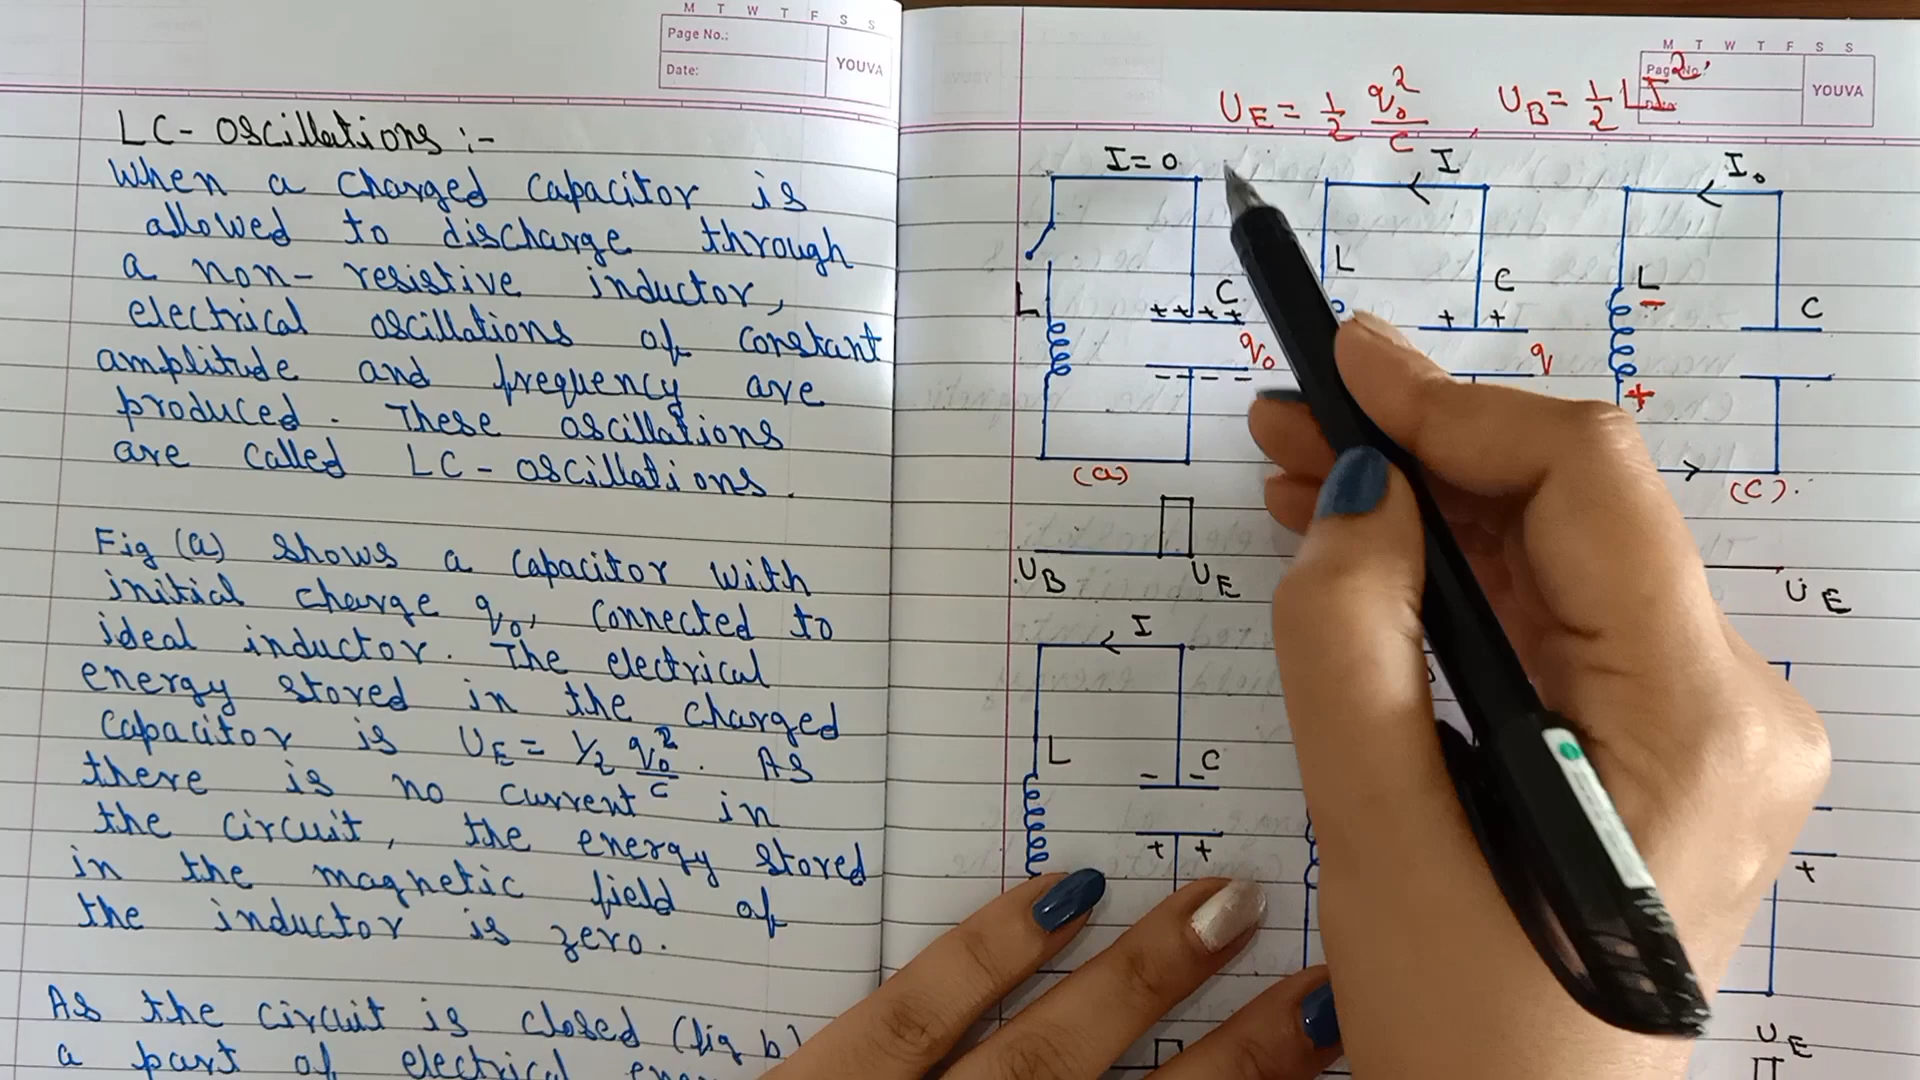 M T W T F S S
Page No.:
Date:
YOUVA
LC-Oscillations :-
When a charged capacitor is
allowed to discharge through
a non-resistive inductor,
electrical oscillations of constant
amplitude and frequency are
produced. These oscillations
are called LC-oscillations.
Fig (a) shows a capacitor with
initial charge q₀, connected to
ideal inductor. The electrical
energy stored in the charged
capacitor is U_E = 1/2 q₀²/C. As
there is no current in
the circuit, the energy stored
in the magnetic field of
the inductor is zero.
As the circuit is closed (fig b)
a part of electrical
M T W T F S S
YOUVA
U_E = 1/2 q₀²/C, U_B = 1/2 LI²
I = 0
L
C
+ + + +
q₀
- - - -
(a)
U_B U_E
I
L
C
+ +
q
I₀
L
-
C
+
(C).
U_E
I
L
C
- -
+ +
+
U_E